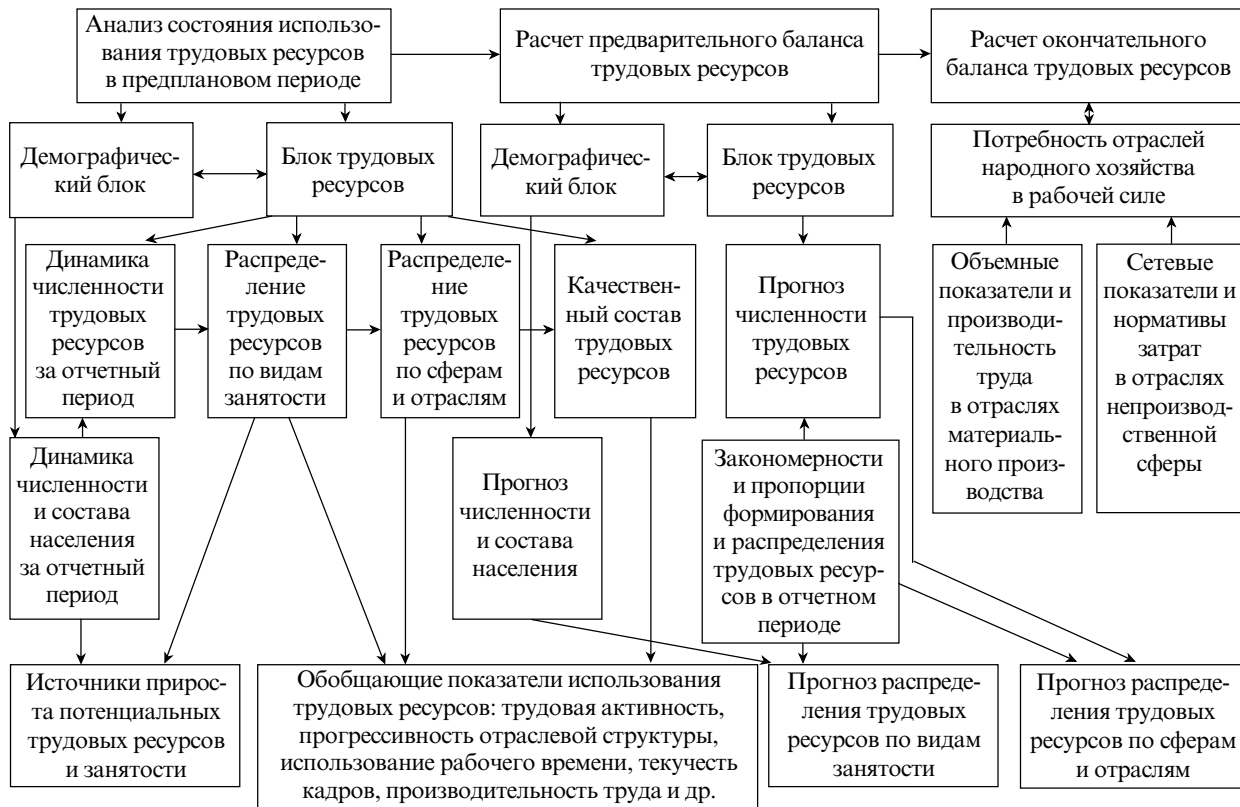 Анализ состояния использо-
вания трудовых ресурсов
в предплановом периоде
Расчет предварительного баланса
трудовых ресурсов
Расчет окончательного
баланса трудовых ресурсов
Демографичес-
кий блок
Блок трудовых
ресурсов
Демографичес-
кий блок
Блок трудовых
ресурсов
Потребность отраслей
народного хозяйства
в рабочей силе
Динамика
численности
трудовых
ресурсов
за отчетный
период
Распреде-
ление
трудовых
ресурсов
по видам
занятости
Распределе-
ние
трудовых
ресурсов
по сферам
и отраслям
Качествен-
ный состав
трудовых
ресурсов
Прогноз
численности
трудовых
ресурсов
Объемные
показатели и
производи-
тельность
труда
в отраслях
материаль-
ного произ-
водства
Сетевые
показатели и
нормативы
затрат
в отраслях
непроизвод-
ственной
сферы
Динамика
численности
и состава
населения
за отчетный
период
Прогноз
численности
и состава
населения
Закономерности
и пропорции
формирования
и распределения
трудовых ресур-
сов в отчетном
периоде
Источники прирос-
та потенциальных
трудовых ресурсов
и занятости
Обобщающие показатели использования
трудовых ресурсов: трудовая активность,
прогрессивность отраслевой структуры,
использование рабочего времени, текучесть
кадров, производительность труда и др.
Прогноз распреде-
ления трудовых
ресурсов по видам
занятости
Прогноз распреде-
ления трудовых
ресурсов по сферам
и отраслям